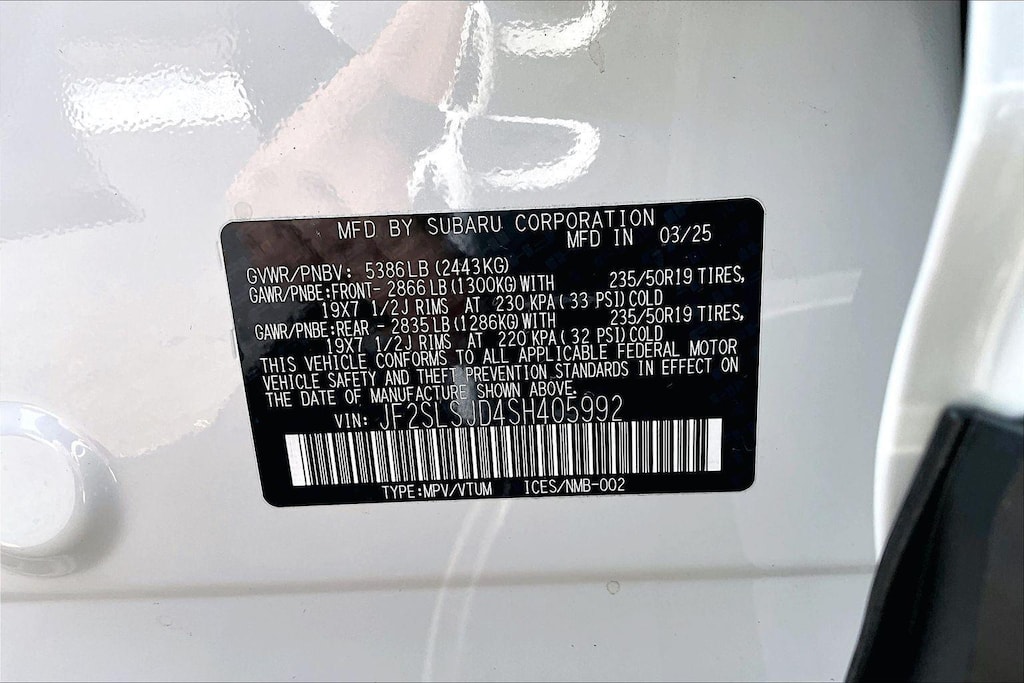 MFD BY SUBARU CORPORATION
MFD IN 03/25
GVWR/PNBV: 5386LB(2443KG)
GAWR/PNBE:FRONT- 2866LB(1300KG)WITH 235/50R19 TIRES,
19X7 1/2J RIMS AT 230 KPA( 33 PSI)COLD
GAWR/PNBE:REAR - 2835LB(1286KG)WITH 235/50R19 TIRES,
19X7 1/2J RIMS AT 220 KPA( 32 PSI)COLD
THIS VEHICLE CONFORMS TO ALL APPLICABLE FEDERAL MOTOR
VEHICLE SAFETY AND THEFT PREVENTION STANDARDS IN EFFECT ON
THE DATE OF MANUFACTURE SHOWN ABOVE.
VIN: JF2SLSJD4SH405992
TYPE:MPV/VTUM ICES/NMB-002